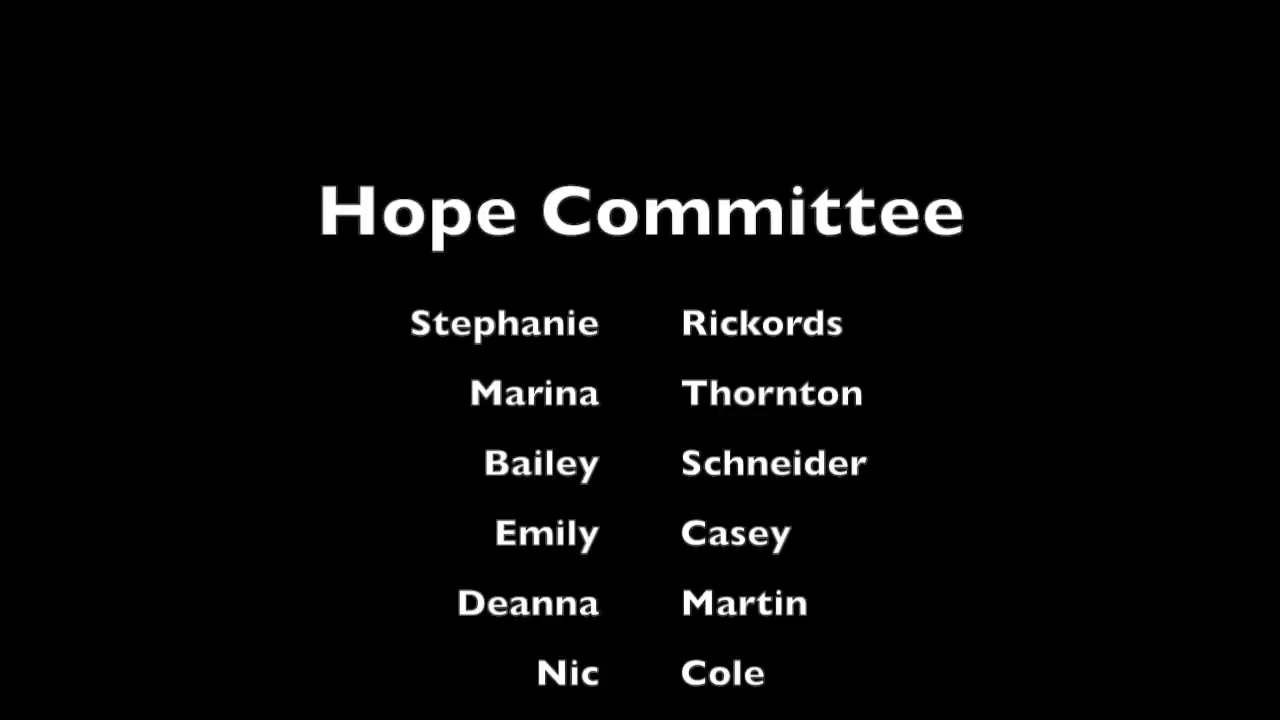 Hope Committee
Stephanie Rickords
Marina Thornton
Bailey Schneider
Emily Casey
Deanna Martin
Nic Cole